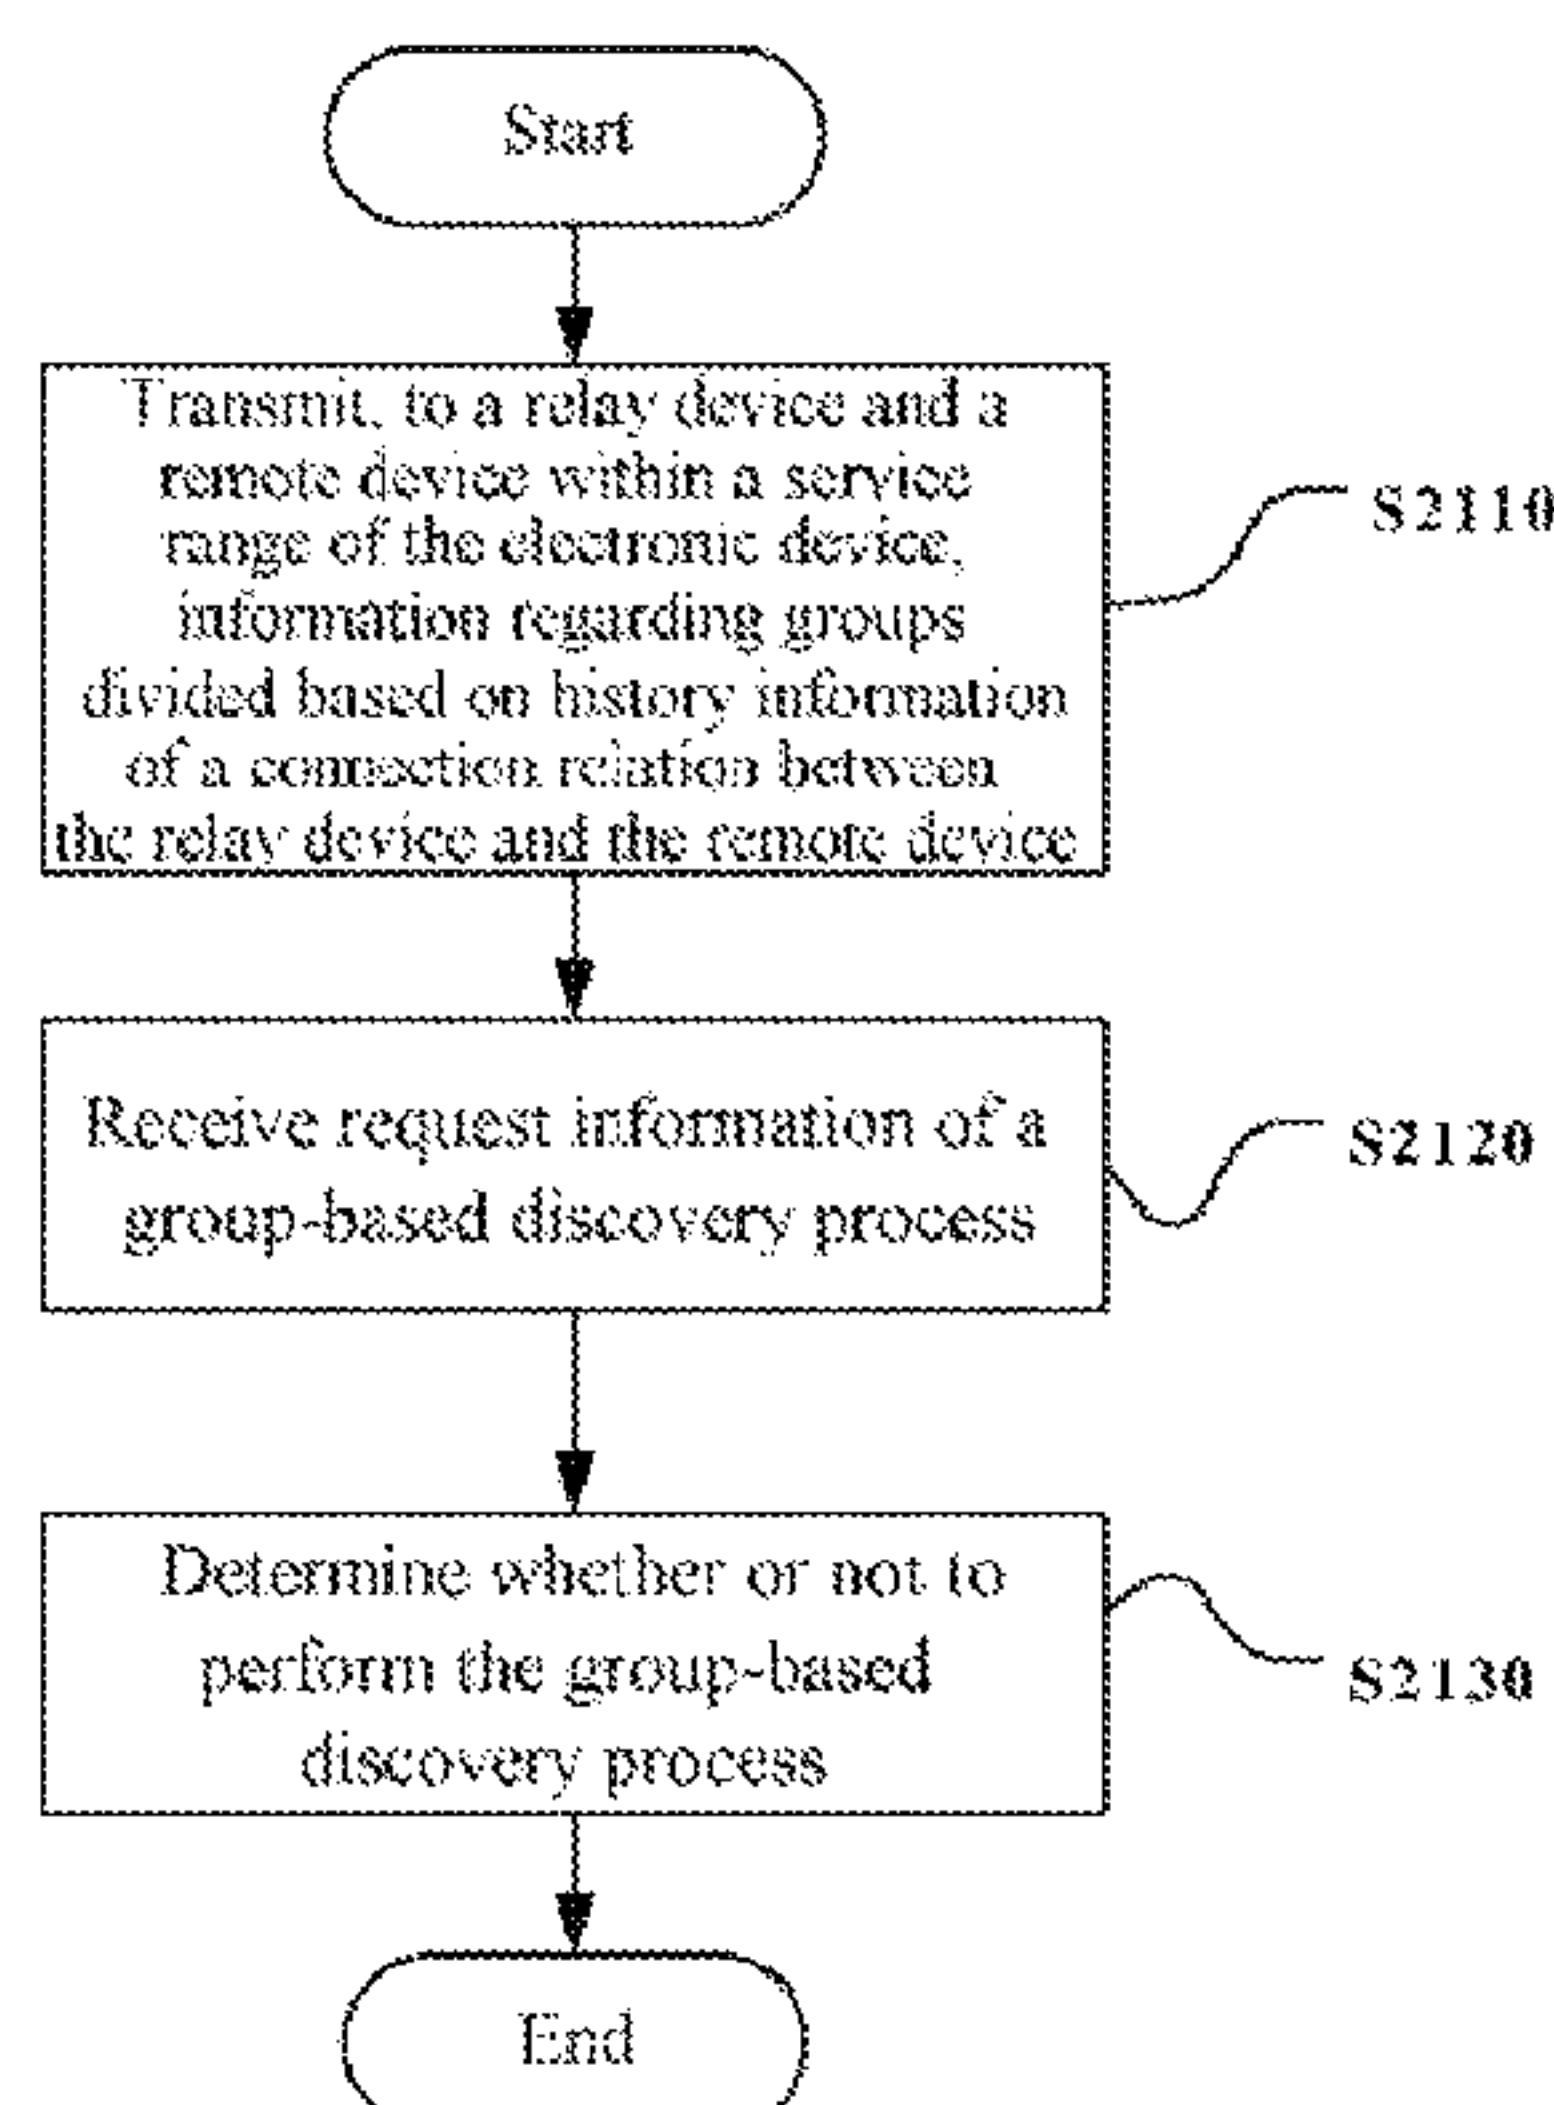 Start
Transmit, to a relay device and a
remote device within a service
range of the electronic device,
information regarding groups
divided based on history information
of a connection relation between
the relay device and the remote device
S2110
Receive request information of a
group-based discovery process
S2120
Determine whether or not to
perform the group-based
discovery process
S2130
End